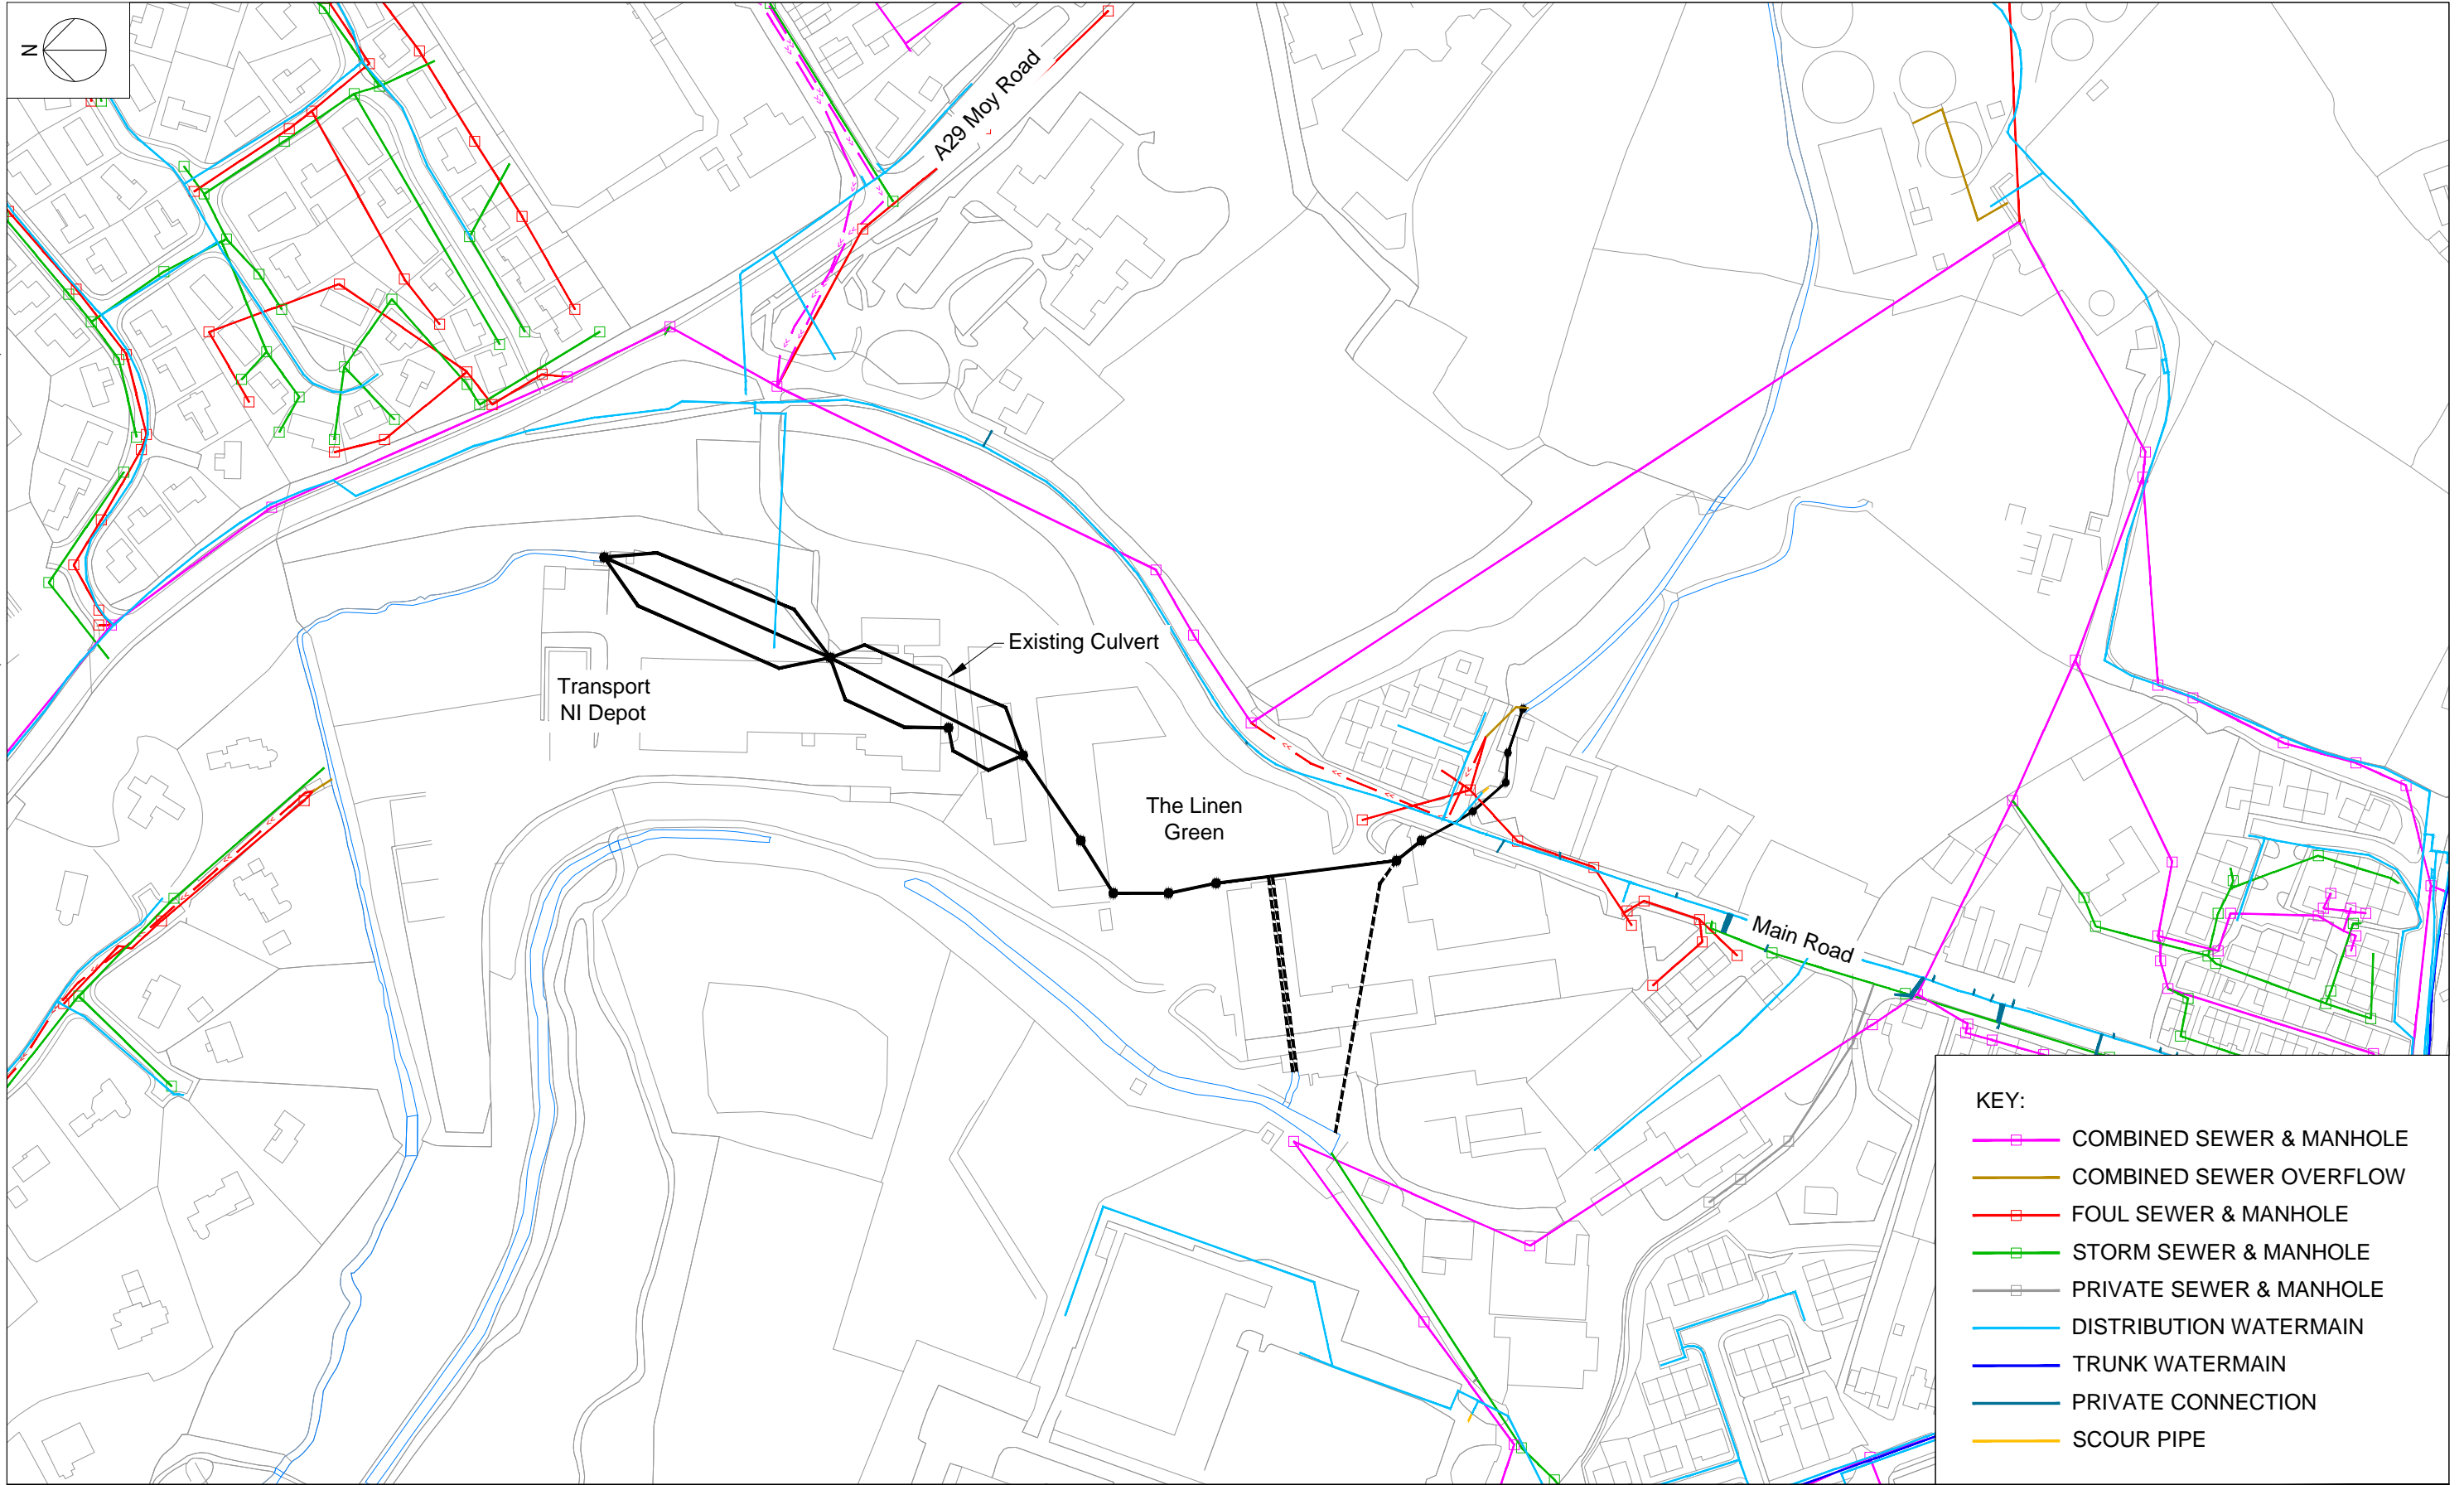 N
A29 Moy Road
Existing Culvert
Transport
NI Depot
The Linen
Green
Main Road
KEY:
COMBINED SEWER & MANHOLE
COMBINED SEWER OVERFLOW
FOUL SEWER & MANHOLE
STORM SEWER & MANHOLE
PRIVATE SEWER & MANHOLE
DISTRIBUTION WATERMAIN
TRUNK WATERMAIN
PRIVATE CONNECTION
SCOUR PIPE